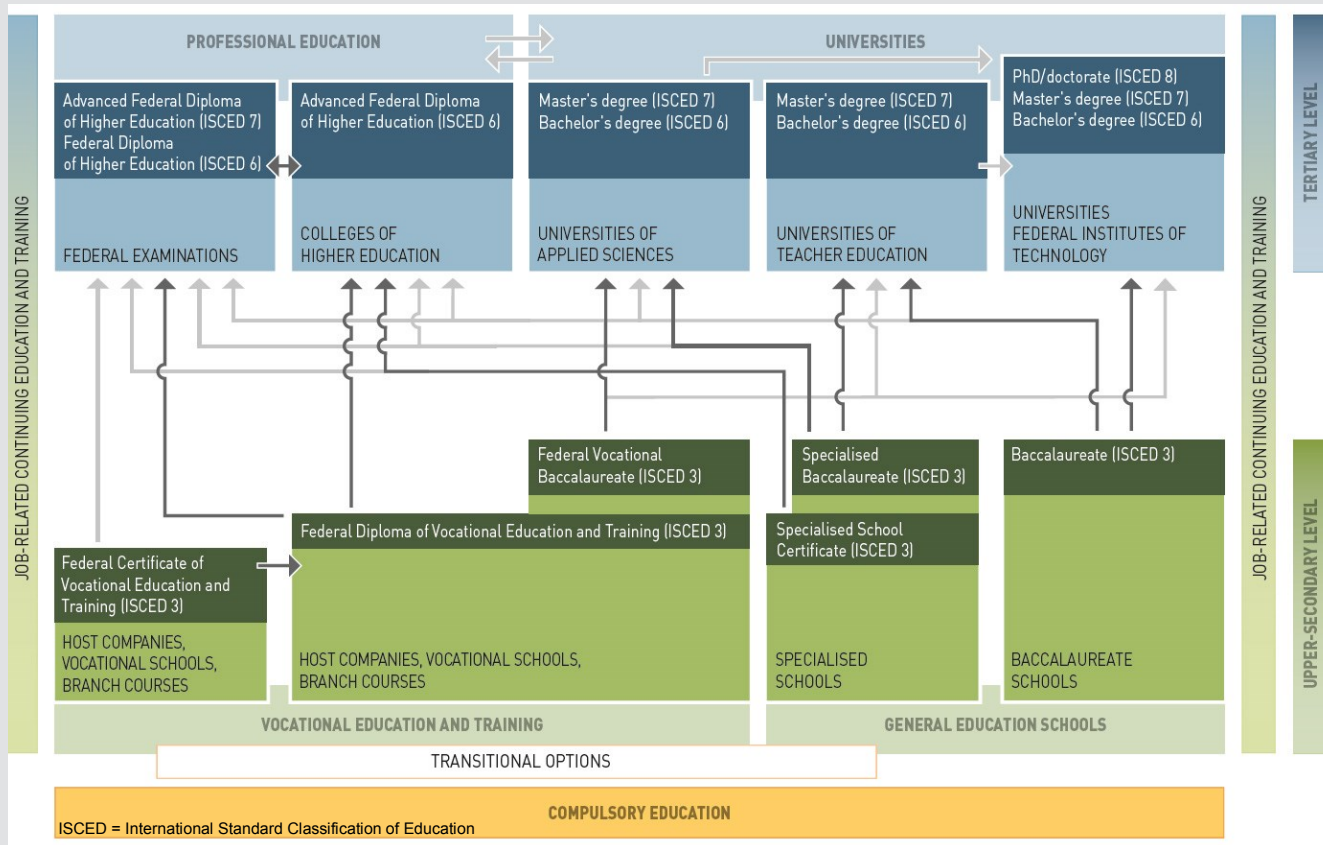 PROFESSIONAL EDUCATION
UNIVERSITIES
Advanced Federal Diploma
of Higher Education (ISCED 7)
Federal Diploma
of Higher Education (ISCED 6)
FEDERAL EXAMINATIONS
Advanced Federal Diploma
of Higher Education (ISCED 6)
COLLEGES OF
HIGHER EDUCATION
Master's degree (ISCED 7)
Bachelor's degree (ISCED 6)
UNIVERSITIES OF
APPLIED SCIENCES
Master's degree (ISCED 7)
Bachelor's degree (ISCED 6)
UNIVERSITIES OF
TEACHER EDUCATION
PhD/doctorate (ISCED 8)
Master's degree (ISCED 7)
Bachelor's degree (ISCED 6)
UNIVERSITIES
FEDERAL INSTITUTES OF
TECHNOLOGY
JOB-RELATED CONTINUING EDUCATION AND TRAINING
JOB-RELATED CONTINUING EDUCATION AND TRAINING
TERTIARY LEVEL
UPPER-SECONDARY LEVEL
Federal Certificate of
Vocational Education and
Training (ISCED 3)
HOST COMPANIES,
VOCATIONAL SCHOOLS,
BRANCH COURSES
Federal Vocational
Baccalaureate (ISCED 3)
Federal Diploma of Vocational Education and Training (ISCED 3)
HOST COMPANIES, VOCATIONAL SCHOOLS,
BRANCH COURSES
Specialised
Baccalaureate (ISCED 3)
Specialised School
Certificate (ISCED 3)
SPECIALISED
SCHOOLS
Baccalaureate (ISCED 3)
BACCALAUREATE
SCHOOLS
VOCATIONAL EDUCATION AND TRAINING
GENERAL EDUCATION SCHOOLS
TRANSITIONAL OPTIONS
COMPULSORY EDUCATION
ISCED = International Standard Classification of Education